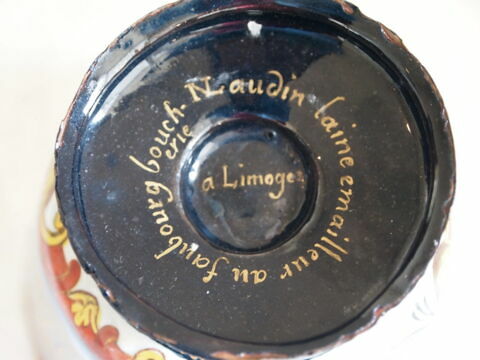 N Laudin laine emailleur au faubourg bouch-
erie
a Limoges